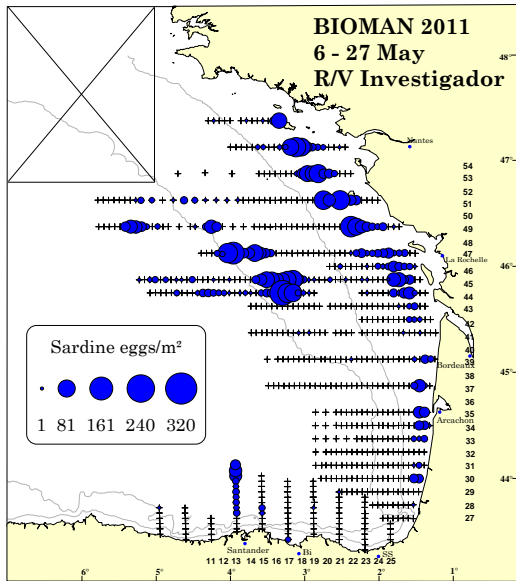 BIOMAN 2011
6 - 27 May
R/V Investigador
48°
Nantes
47°
54
53
52
51
50
49
48
47
La Rochelle
46°
46
45
44
43
42
41
40
39
Bordeaux
38
37
45°
36
35
Arcachon
34
33
32
31
30
44°
29
28
27
Sardine eggs/m²
1 81 161 240 320
Santander
Bi
SS
11 12 13 14 15 16 17 18 19 20 21 22 23 24 25
6° 5° 4° 3° 2° 1°